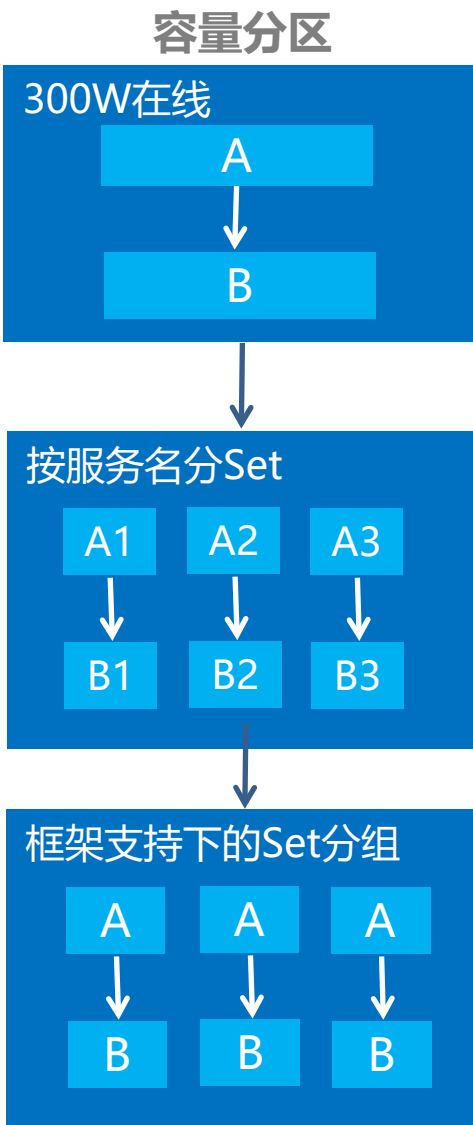 容量分区
300W在线
A
B
按服务名分Set
A1 A2 A3
B1 B2 B3
框架支持下的Set分组
A A A
B B B